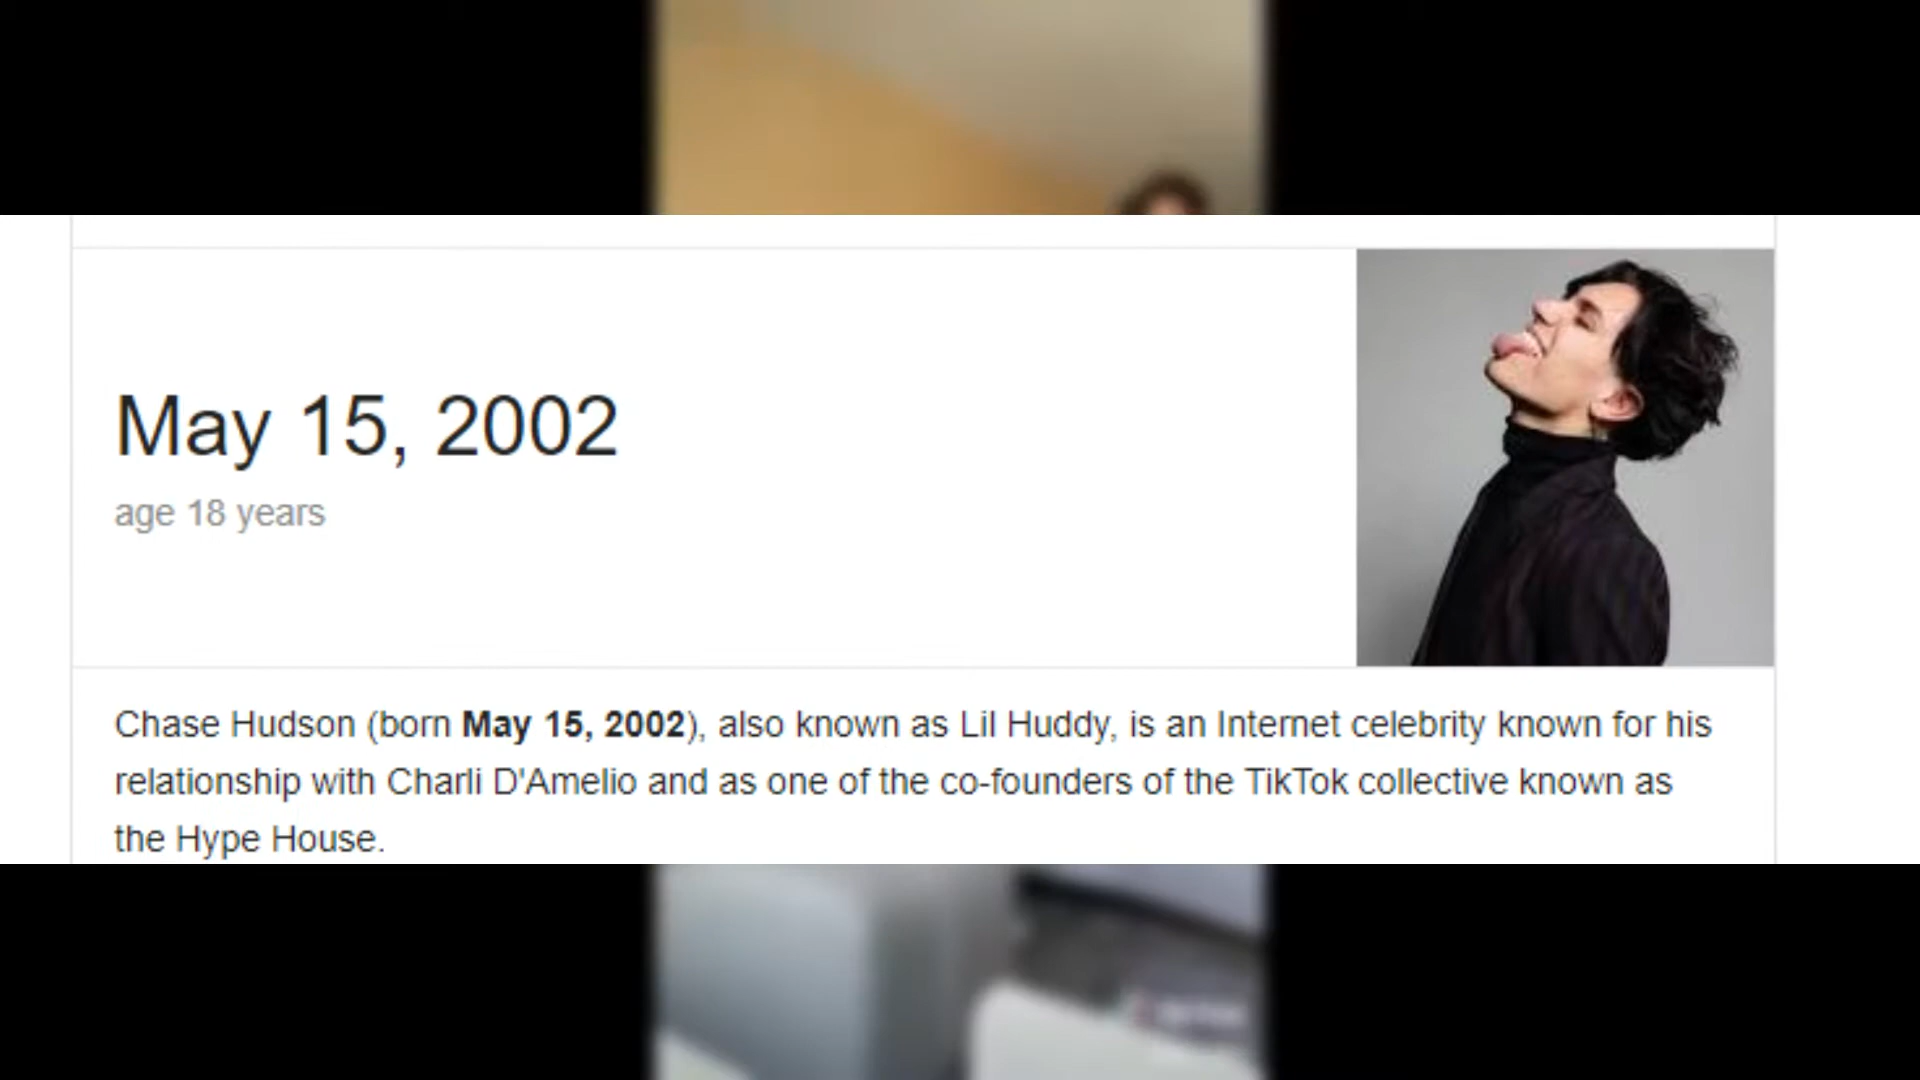 May 15, 2002
age 18 years
Chase Hudson (born May 15, 2002), also known as Lil Huddy, is an Internet celebrity known for his
relationship with Charli D'Amelio and as one of the co-founders of the TikTok collective known as
the Hype House.